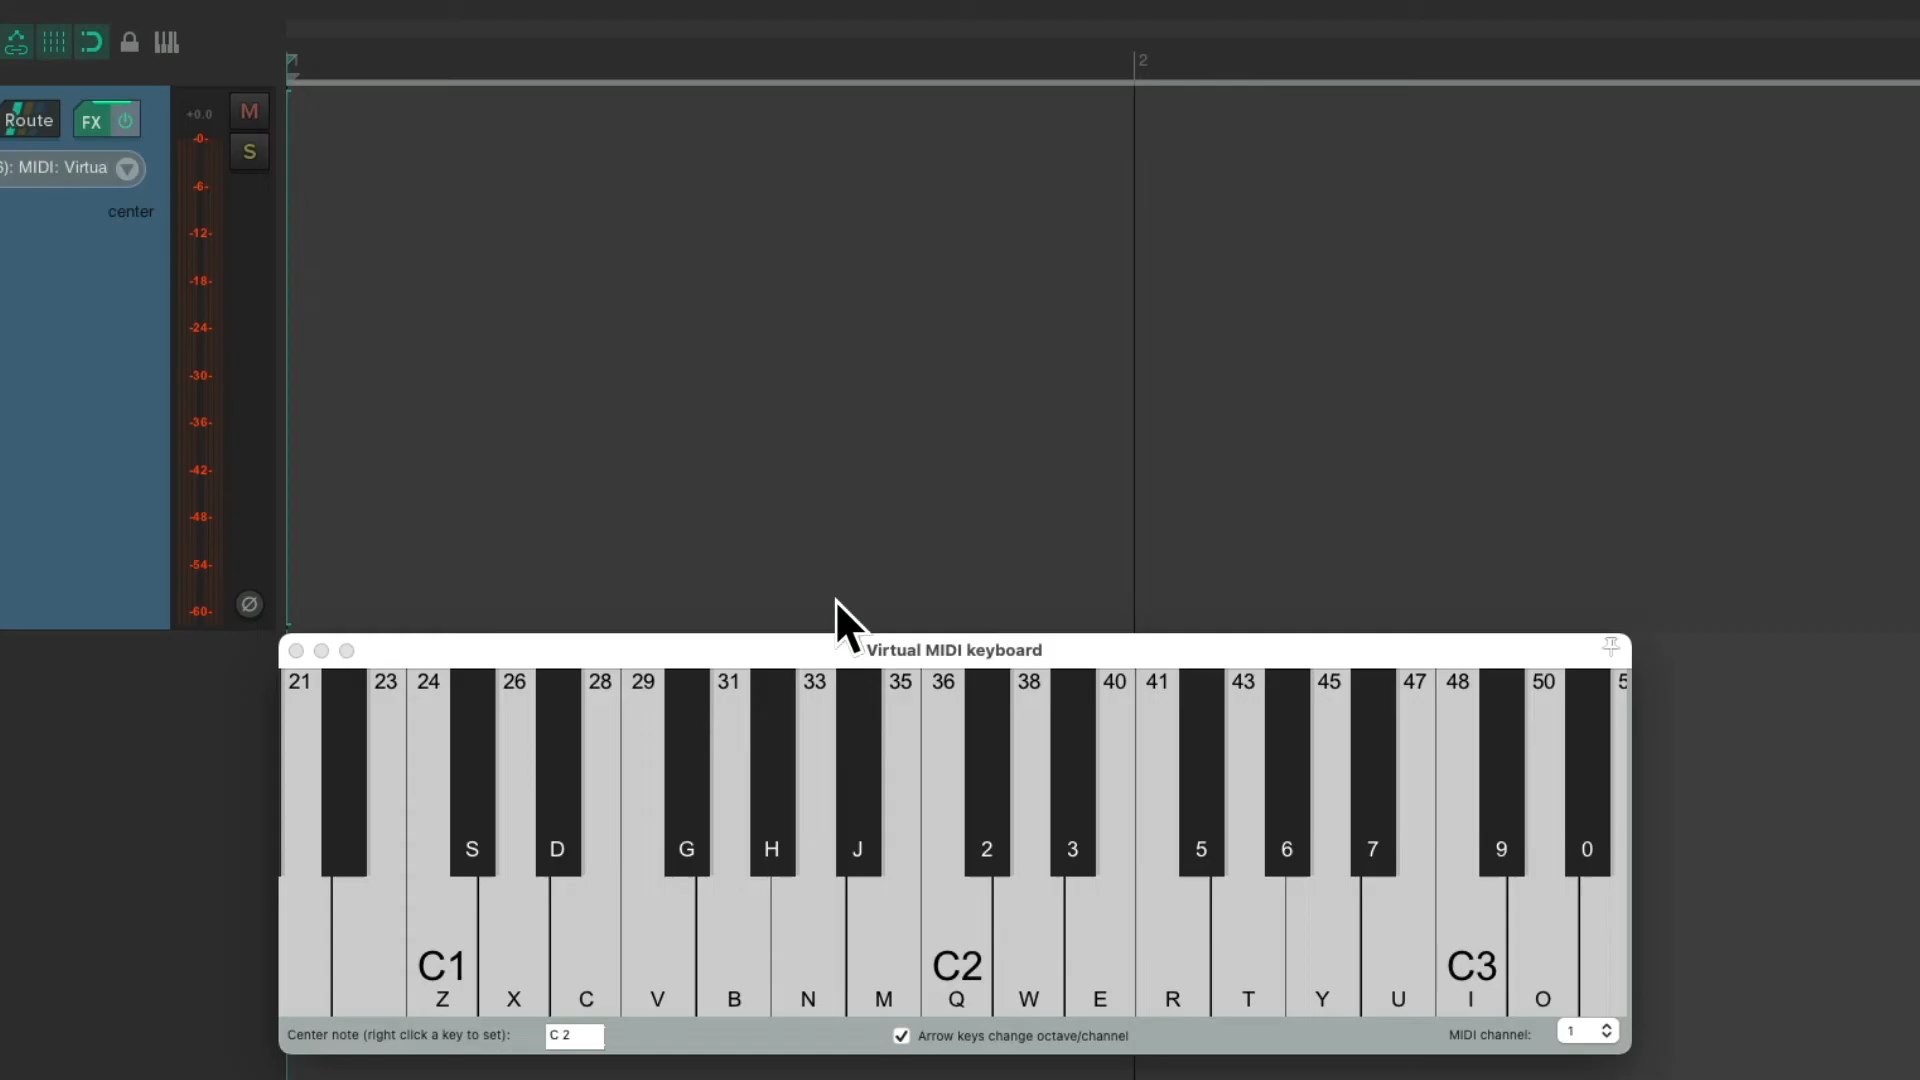 2
Route
FX
M
+0.0
-0-
S
6): MIDI: Virtua
-6-
center
-12-
-18-
-24-
-30-
-36-
-42-
-48-
-54-
-60-
Virtual MIDI keyboard
21 23 24 26 28 29 31 33 35 36 38 40 41 43 45 47 48 50
S D G H J 2 3 5 6 7 9 0
C1 C2 C3
Z X C V B N M Q W E R T Y U I O
Center note (right click a key to set): C 2 Arrow keys change octave/channel MIDI channel: 1